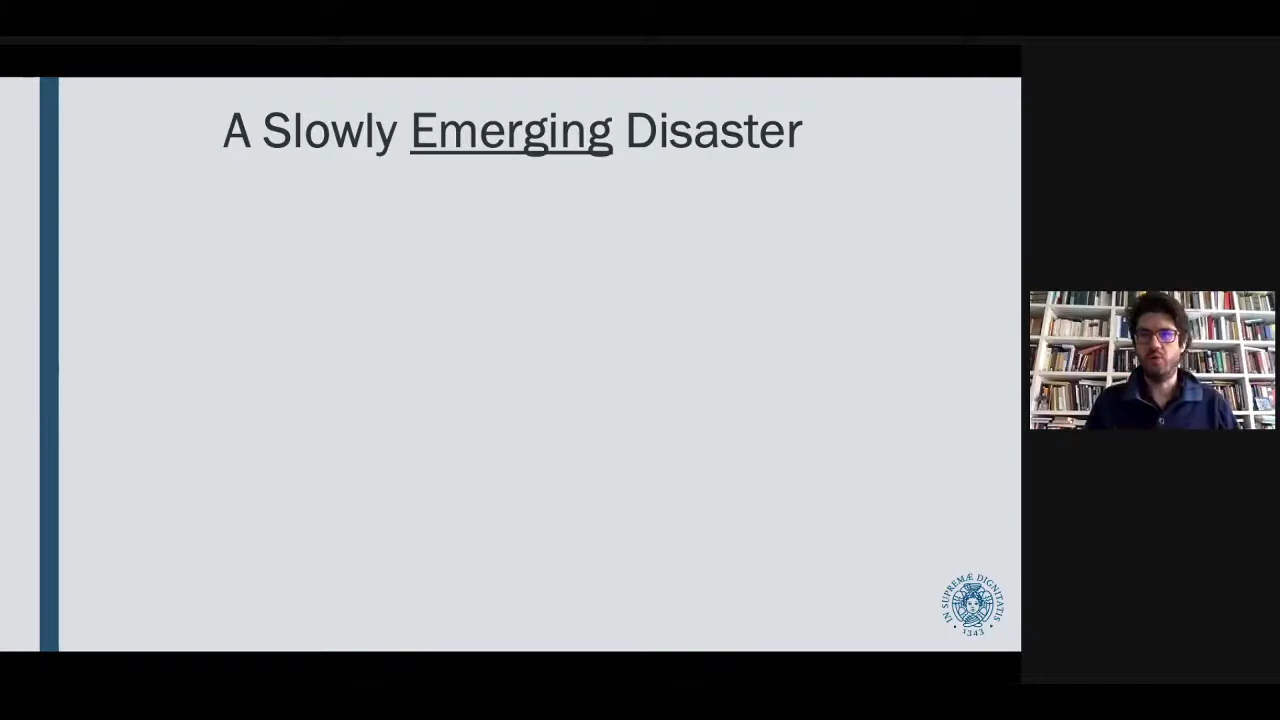 A Slowly Emerging Disaster
IN SUPREMÆ DIGNITATIS
• 1343 •